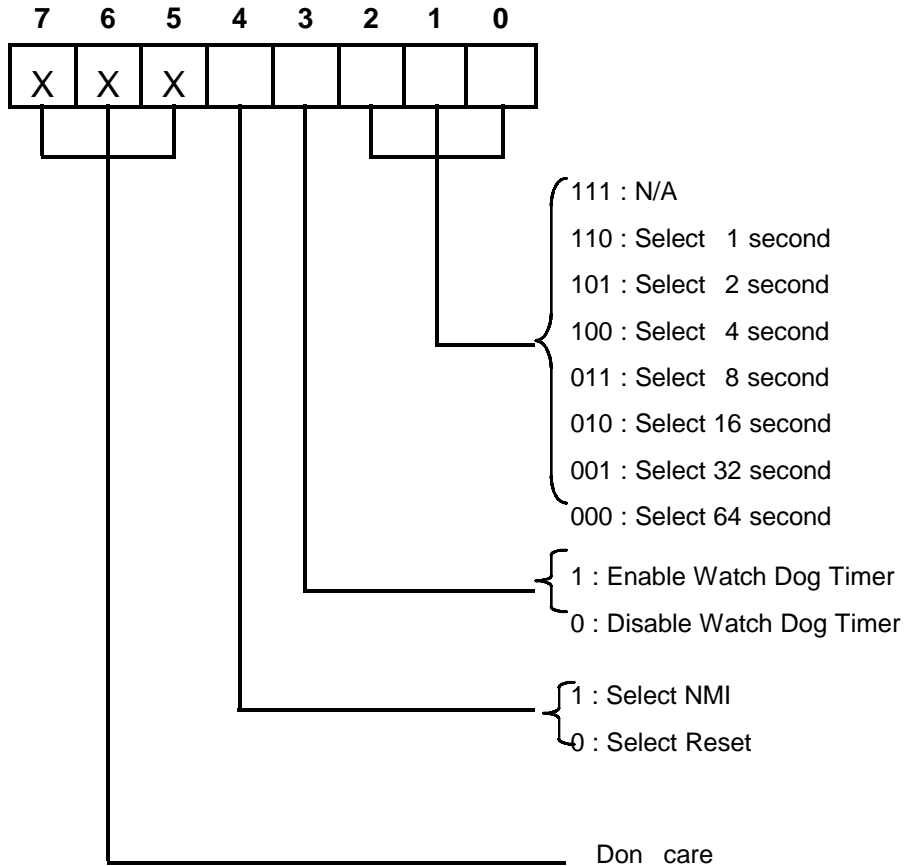 7 6 5 4 3 2 1 0
X X X
111 : N/A
110 : Select 1 second
101 : Select 2 second
100 : Select 4 second
011 : Select 8 second
010 : Select 16 second
001 : Select 32 second
000 : Select 64 second
1 : Enable Watch Dog Timer
0 : Disable Watch Dog Timer
1 : Select NMI
0 : Select Reset
Don care